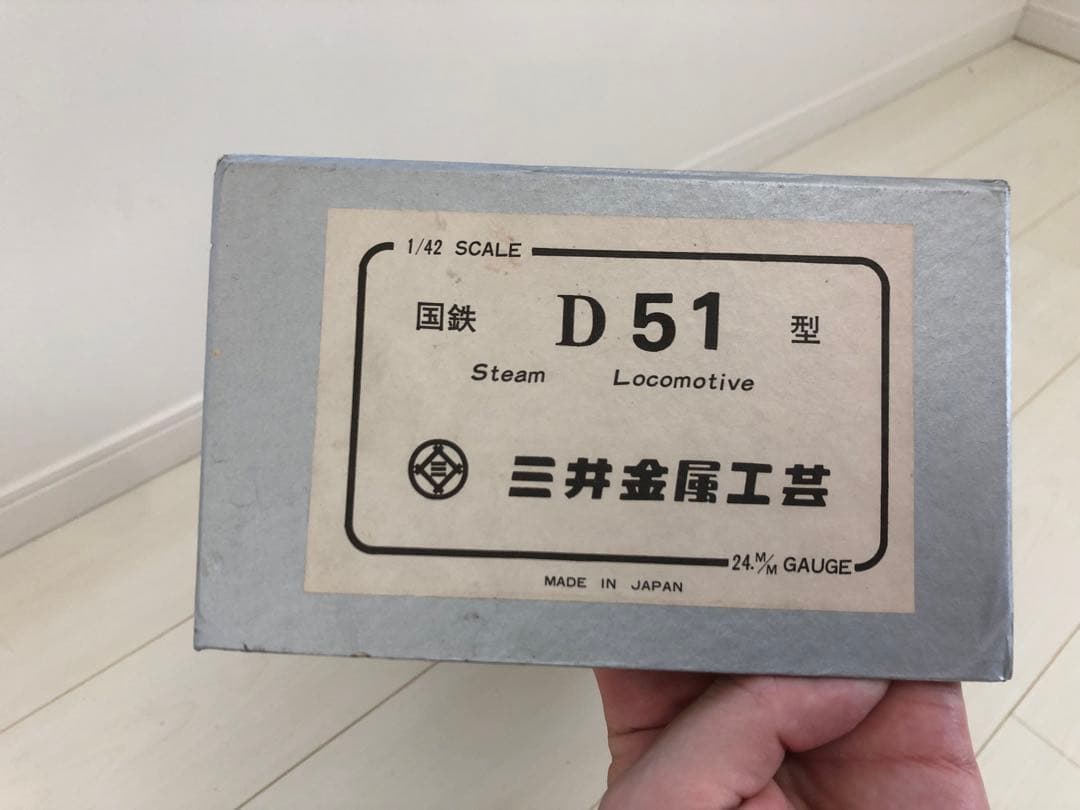 1/42 SCALE
国鉄 D51 型
Steam Locomotive
三井金属工芸
24.M/M GAUGE
MADE IN JAPAN